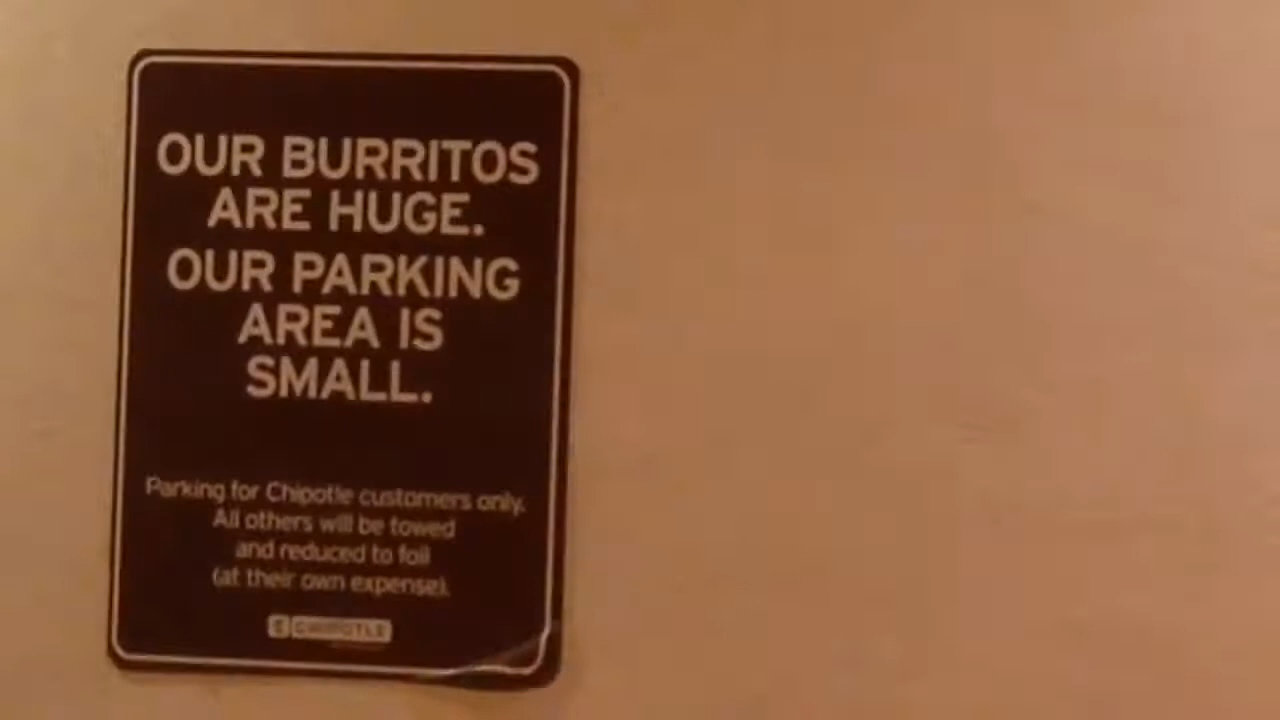 OUR BURRITOS
ARE HUGE.
OUR PARKING
AREA IS
SMALL.
Parking for Chipotle customers only.
All others will be towed
and reduced to foil
(at their own expense).
CHIPOTLE